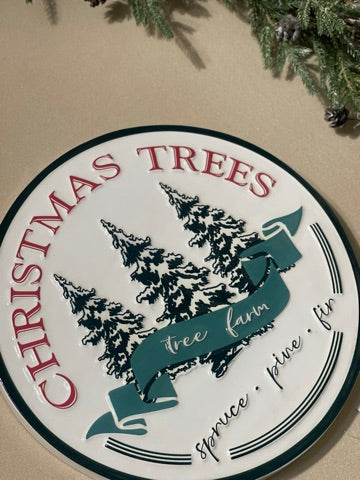 CHRISTMAS TREES
tree farm
spruce · pine · fir